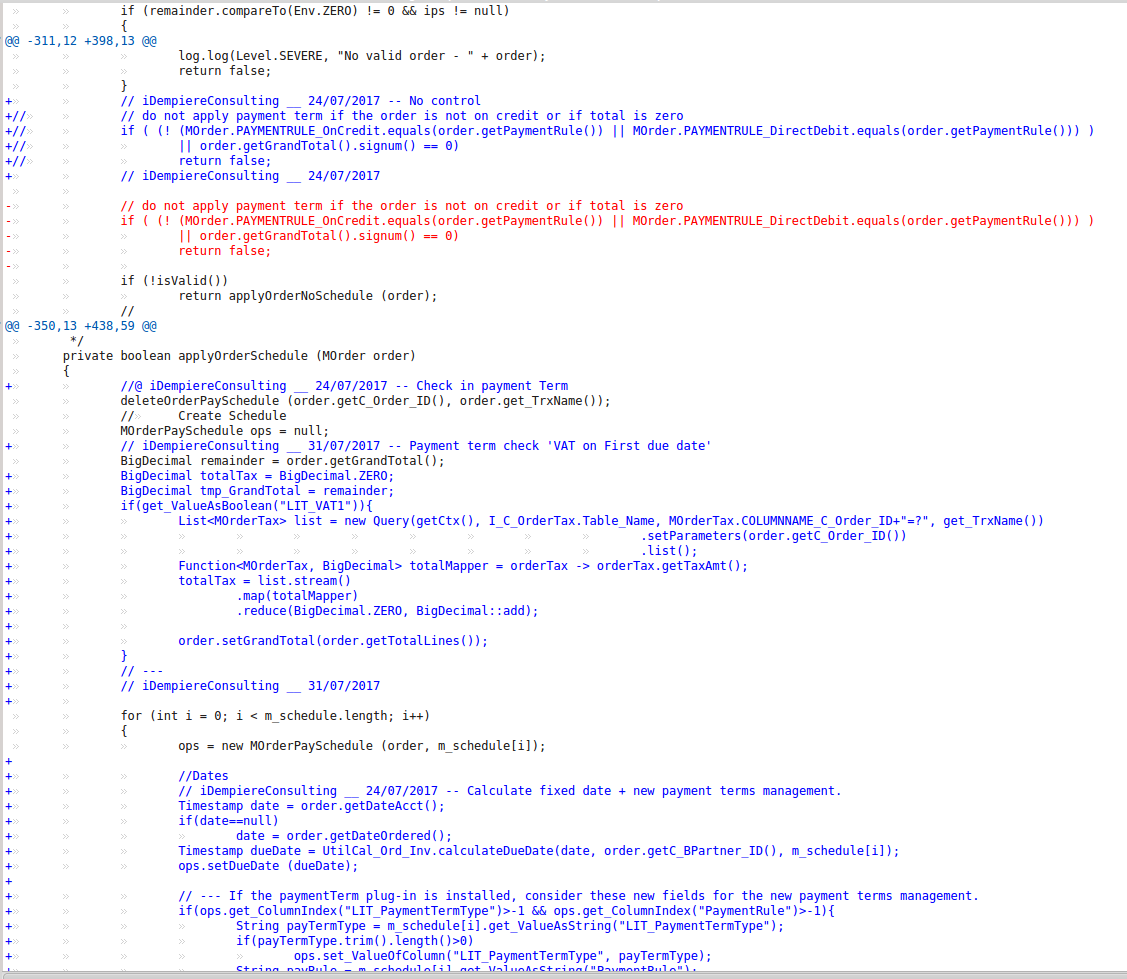 if (remainder.compareTo(Env.ZERO) != 0 && ips != null)
{
@@ -311,12 +398,13 @@
log.log(Level.SEVERE, "No valid order - " + order);
return false;
}
+ // iDempiereConsulting __ 24/07/2017 -- No control
+// // do not apply payment term if the order is not on credit or if total is zero
+// if ( (! (MOrder.PAYMENTRULE_OnCredit.equals(order.getPaymentRule()) || MOrder.PAYMENTRULE_DirectDebit.equals(order.getPaymentRule())) )
+// || order.getGrandTotal().signum() == 0)
+// return false;
+ // iDempiereConsulting __ 24/07/2017

- // do not apply payment term if the order is not on credit or if total is zero
- if ( (! (MOrder.PAYMENTRULE_OnCredit.equals(order.getPaymentRule()) || MOrder.PAYMENTRULE_DirectDebit.equals(order.getPaymentRule())) )
- || order.getGrandTotal().signum() == 0)
- return false;
-
if (!isValid())
return applyOrderNoSchedule (order);
//
@@ -350,13 +438,59 @@
*/
private boolean applyOrderSchedule (MOrder order)
{
+ //@ iDempiereConsulting __ 24/07/2017 -- Check in payment Term
deleteOrderPaySchedule (order.getC_Order_ID(), order.get_TrxName());
// Create Schedule
MOrderPaySchedule ops = null;
+ // iDempiereConsulting __ 31/07/2017 -- Payment term check 'VAT on First due date'
BigDecimal remainder = order.getGrandTotal();
+ BigDecimal totalTax = BigDecimal.ZERO;
+ BigDecimal tmp_GrandTotal = remainder;
+ if(get_ValueAsBoolean("LIT_VAT1")){
+ List<MOrderTax> list = new Query(getCtx(), I_C_OrderTax.Table_Name, MOrderTax.COLUMNNAME_C_Order_ID+"=?", get_TrxName())
+ .setParameters(order.getC_Order_ID())
+ .list();
+ Function<MOrderTax, BigDecimal> totalMapper = orderTax -> orderTax.getTaxAmt();
+ totalTax = list.stream()
+ .map(totalMapper)
+ .reduce(BigDecimal.ZERO, BigDecimal::add);
+
+ order.setGrandTotal(order.getTotalLines());
+ }
+ // ---
+ // iDempiereConsulting __ 31/07/2017
+
for (int i = 0; i < m_schedule.length; i++)
{
ops = new MOrderPaySchedule (order, m_schedule[i]);
+
+ //Dates
+ // iDempiereConsulting __ 24/07/2017 -- Calculate fixed date + new payment terms management.
+ Timestamp date = order.getDateAcct();
+ if(date==null)
+ date = order.getDateOrdered();
+ Timestamp dueDate = UtilCal_Ord_Inv.calculateDueDate(date, order.getC_BPartner_ID(), m_schedule[i]);
+ ops.setDueDate (dueDate);
+
+ // --- If the paymentTerm plug-in is installed, consider these new fields for the new payment terms management.
+ if(ops.get_ColumnIndex("LIT_PaymentTermType")>-1 && ops.get_ColumnIndex("PaymentRule")>-1){
+ String payTermType = m_schedule[i].get_ValueAsString("LIT_PaymentTermType");
+ if(payTermType.trim().length()>0)
+ ops.set_ValueOfColumn("LIT_PaymentTermType", payTermType);
+ String payRule = m_schedule[i].get_ValueAsString("PaymentRule");